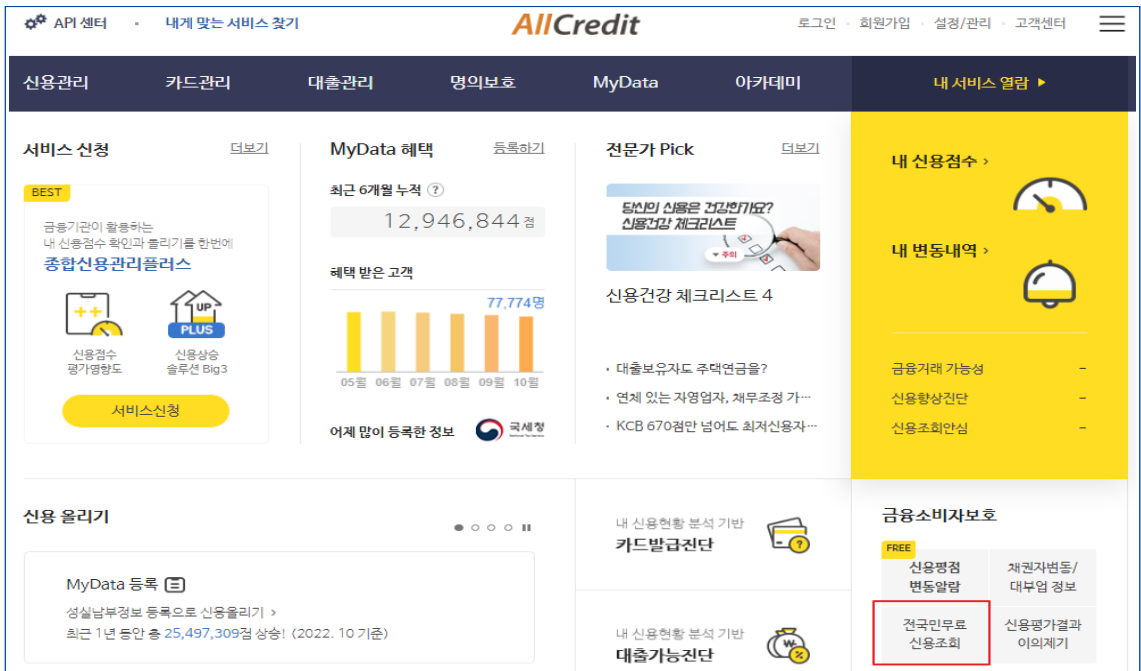 API 센터
내게 맞는 서비스 찾기
AllCredit
로그인
회원가입
설정/관리
고객센터
신용관리
카드관리
대출관리
명의보호
MyData
아카데미
내 서비스 열람 ▶
서비스 신청
더보기
BEST
금융기관이 활용하는
내 신용점수 확인과 올리기를 한번에
종합신용관리플러스
신용점수
평가영향도
UP
PLUS
신용상승
솔루션 Big3
서비스신청
MyData 혜택
등록하기
최근 6개월 누적 ?
12,946,844점
혜택 받은 고객
77,774명
05월 06월 07월 08월 09월 10월
어제 많이 등록한 정보
국세청
전문가 Pick
더보기
당신의 신용은 건강한가요?
신용건강 체크리스트
▼주의
신용건강 체크리스트 4
· 대출보유자도 주택연금을?
· 연체 있는 자영업자, 채무조정 가…
· KCB 670점만 넘어도 최저신용자…
내 신용점수 >
내 변동내역 >
금융거래 가능성 -
신용향상진단 -
신용조회안심 -
신용 올리기
MyData 등록
성실납부정보 등록으로 신용올리기 >
최근 1년 동안 총 25,497,309점 상승! (2022. 10 기준)
내 신용현황 분석 기반
카드발급진단
내 신용현황 분석 기반
대출가능진단
금융소비자보호
FREE
신용평점
변동알람
채권자변동/
대부업 정보
전국민무료
신용조회
신용평가결과
이의제기